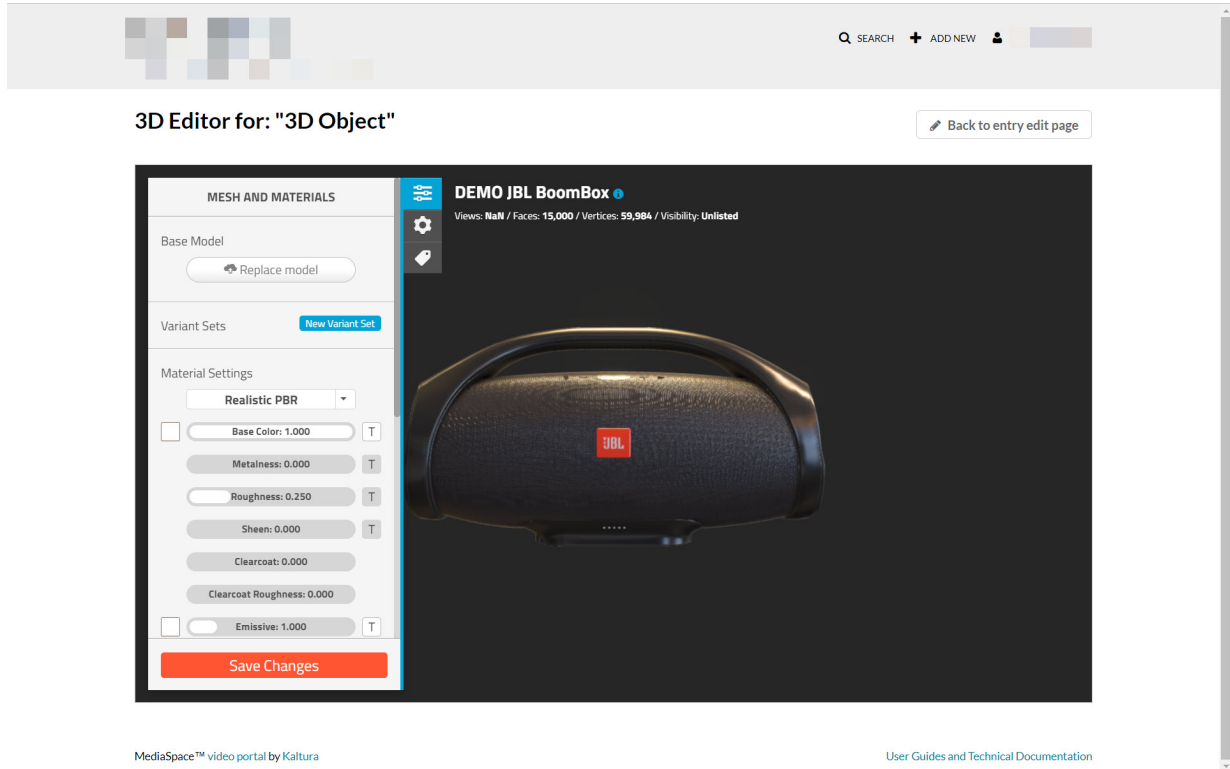 SEARCH ADD NEW
3D Editor for: "3D Object"
Back to entry edit page
MESH AND MATERIALS
Base Model
Replace model
Variant Sets
New Variant Set
Material Settings
Realistic PBR
Base Color: 1.000 T
Metalness: 0.000 T
Roughness: 0.250 T
Sheen: 0.000 T
Clearcoat: 0.000
Clearcoat Roughness: 0.000
Emissive: 1.000 T
Save Changes
DEMO JBL BoomBox
Views: NaN / Faces: 15,000 / Vertices: 59,984 / Visibility: Unlisted
JBL
MediaSpace™ video portal by Kaltura
User Guides and Technical Documentation